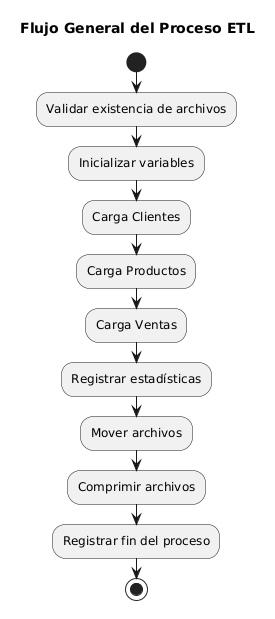 Flujo General del Proceso ETL
Validar existencia de archivos
Inicializar variables
Carga Clientes
Carga Productos
Carga Ventas
Registrar estadísticas
Mover archivos
Comprimir archivos
Registrar fin del proceso